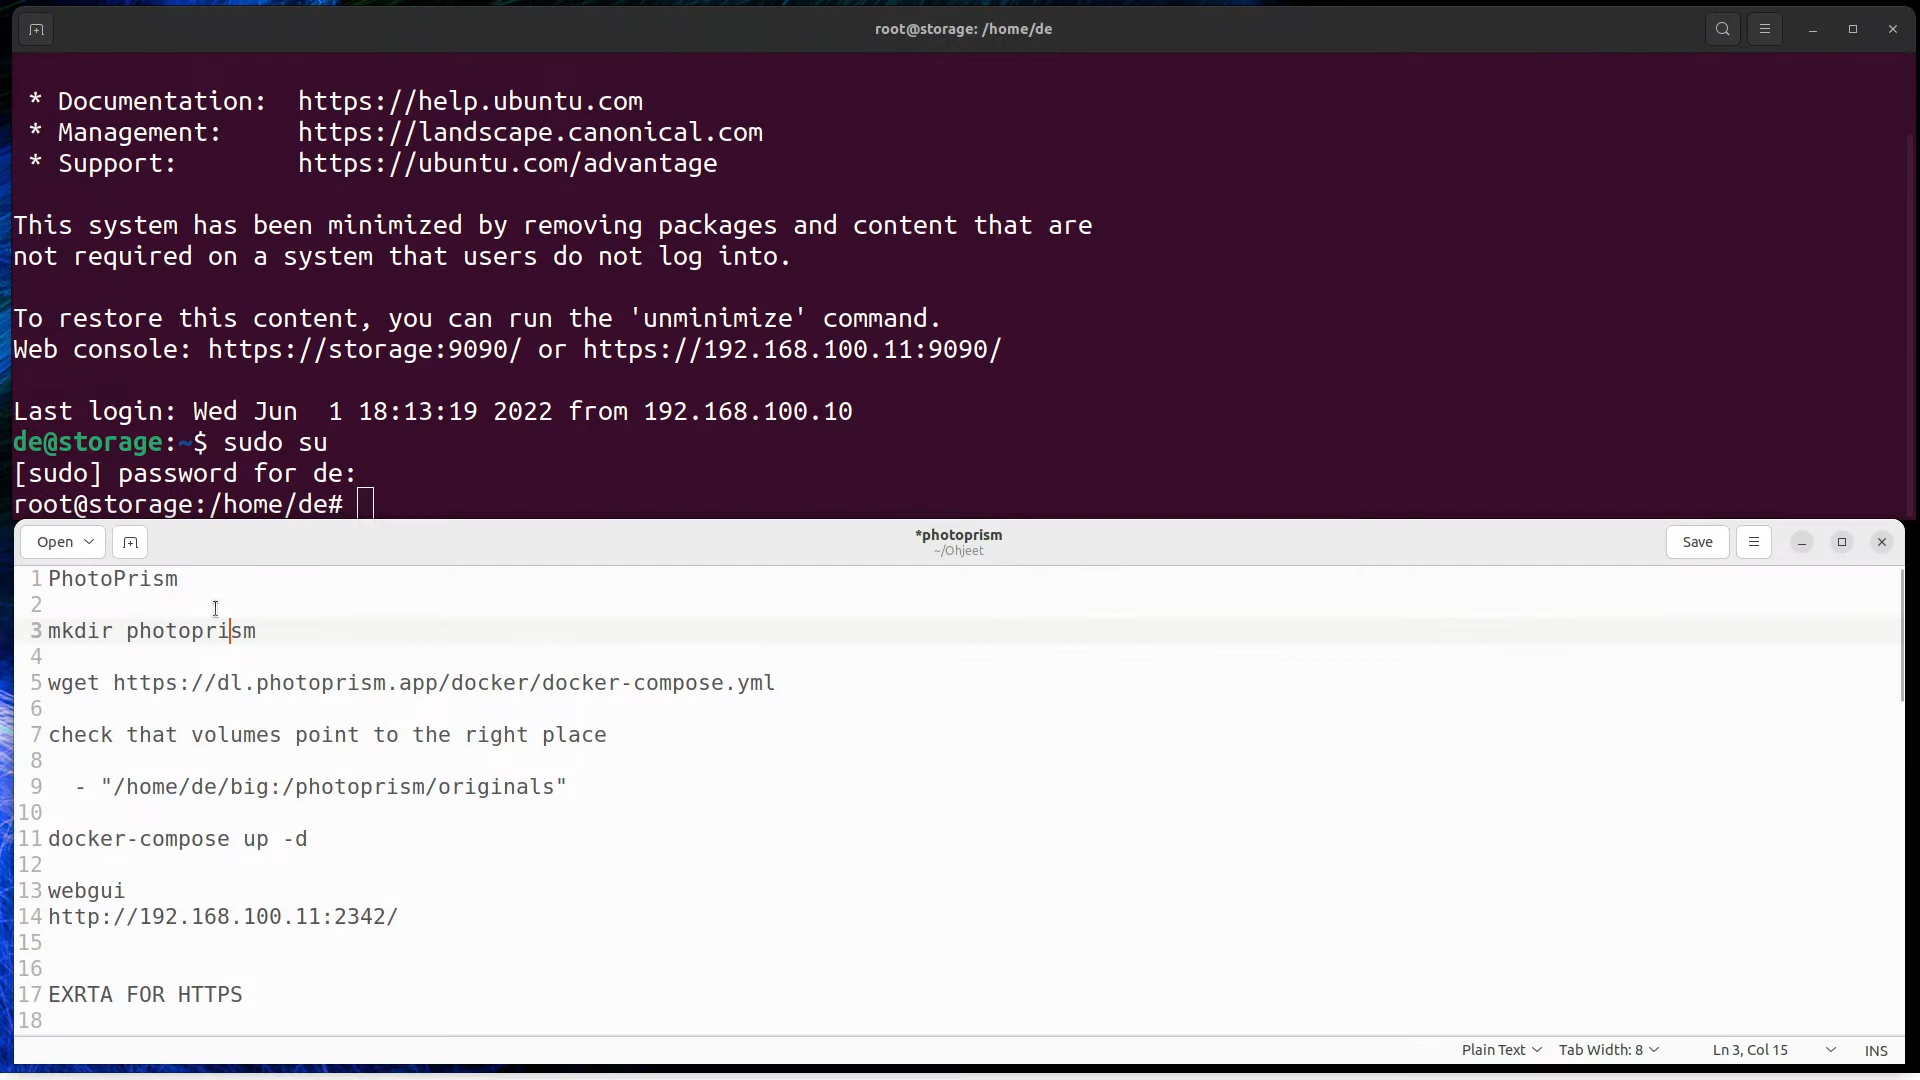 root@storage: /home/de
* Documentation:  https://help.ubuntu.com
* Management:     https://landscape.canonical.com
* Support:        https://ubuntu.com/advantage
This system has been minimized by removing packages and content that are
not required on a system that users do not log into.
To restore this content, you can run the 'unminimize' command.
Web console: https://storage:9090/ or https://192.168.100.11:9090/
Last login: Wed Jun  1 18:13:19 2022 from 192.168.100.10
de@storage:~$ sudo su
[sudo] password for de:
root@storage:/home/de#
Open
*photoprism
~/Ohjeet
Save
1 PhotoPrism
2
3 mkdir photoprism
4
5 wget https://dl.photoprism.app/docker/docker-compose.yml
6
7 check that volumes point to the right place
8
9   - "/home/de/big:/photoprism/originals"
10
11 docker-compose up -d
12
13 webgui
14 http://192.168.100.11:2342/
15
16
17 EXRTA FOR HTTPS
18
Plain Text Tab Width: 8 Ln 3, Col 15 INS